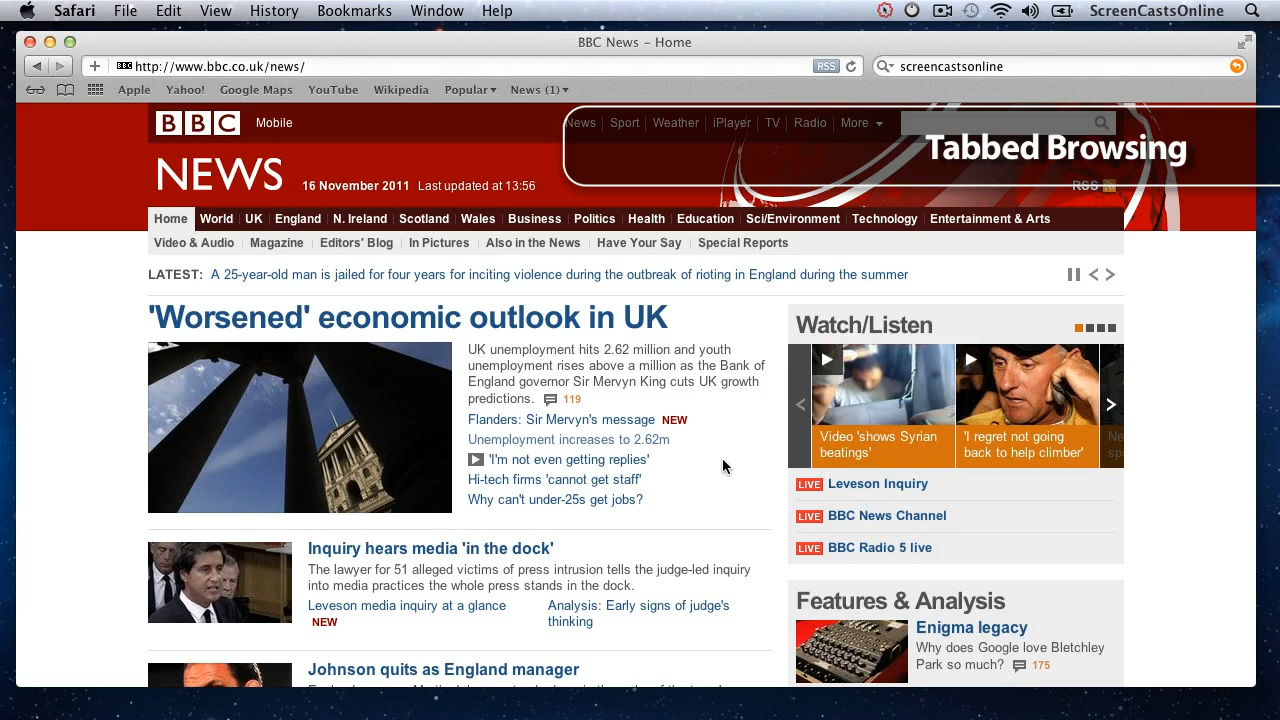 Safari File Edit View History Bookmarks Window Help ScreenCastsOnline
BBC News – Home
http://www.bbc.co.uk/news/ RSS screencastsonline
Apple Yahoo! Google Maps YouTube Wikipedia Popular News (1)
BBC Mobile News Sport Weather iPlayer TV Radio More
Tabbed Browsing
NEWS 16 November 2011 Last updated at 13:56 RSS
Home World UK England N. Ireland Scotland Wales Business Politics Health Education Sci/Environment Technology Entertainment & Arts
Video & Audio Magazine Editors' Blog In Pictures Also in the News Have Your Say Special Reports
LATEST: A 25-year-old man is jailed for four years for inciting violence during the outbreak of rioting in England during the summer
'Worsened' economic outlook in UK
UK unemployment hits 2.62 million and youth
unemployment rises above a million as the Bank of
England governor Sir Mervyn King cuts UK growth
predictions. 119
Flanders: Sir Mervyn's message NEW
Unemployment increases to 2.62m
'I'm not even getting replies'
Hi-tech firms 'cannot get staff'
Why can't under-25s get jobs?
Watch/Listen
Video 'shows Syrian
beatings'
'I regret not going
back to help climber'
LIVE Leveson Inquiry
LIVE BBC News Channel
LIVE BBC Radio 5 live
Inquiry hears media 'in the dock'
The lawyer for 51 alleged victims of press intrusion tells the judge-led inquiry
into media practices the whole press stands in the dock.
Leveson media inquiry at a glance
NEW
Analysis: Early signs of judge's
thinking
Features & Analysis
Enigma legacy
Why does Google love Bletchley
Park so much? 175
Johnson quits as England manager